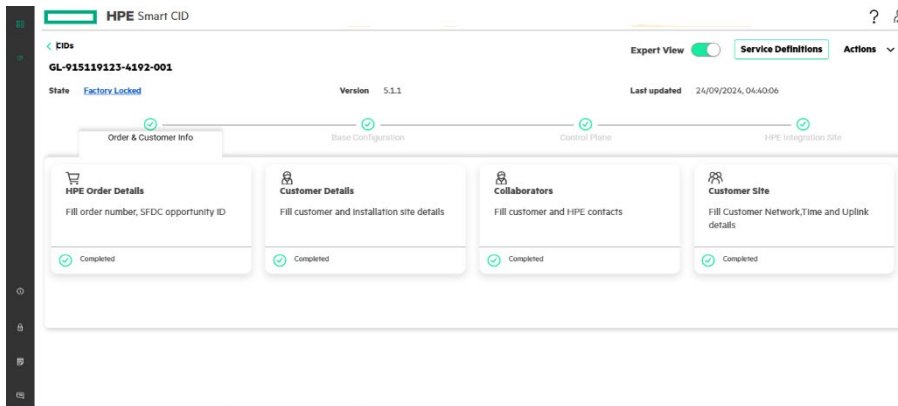 HPE Smart CID
?
CIDs
Expert View
Service Definitions
Actions
GL-915119123-4192-001
State Factory Locked
Version 5.1.1
Last updated 24/09/2024, 04:40:06
Order & Customer Info
Base Configuration
Control Plane
HPE Integration Site
HPE Order Details
Fill order number, SFDC opportunity ID
Completed
Customer Details
Fill customer and installation site details
Completed
Collaborators
Fill customer and HPE contacts
Completed
Customer Site
Fill Customer Network,Time and Uplink
details
Completed